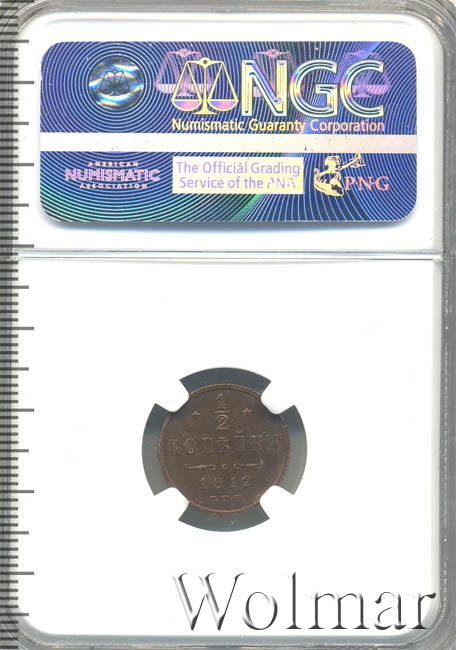 NGC
Numismatic Guaranty Corporation
AMERICAN
NUMISMATIC
ASSOCIATION
The Official Grading
Service of the ANA
PNG
1/2
КОПѢЙКИ
1912
С.П.Б.
Wolmar